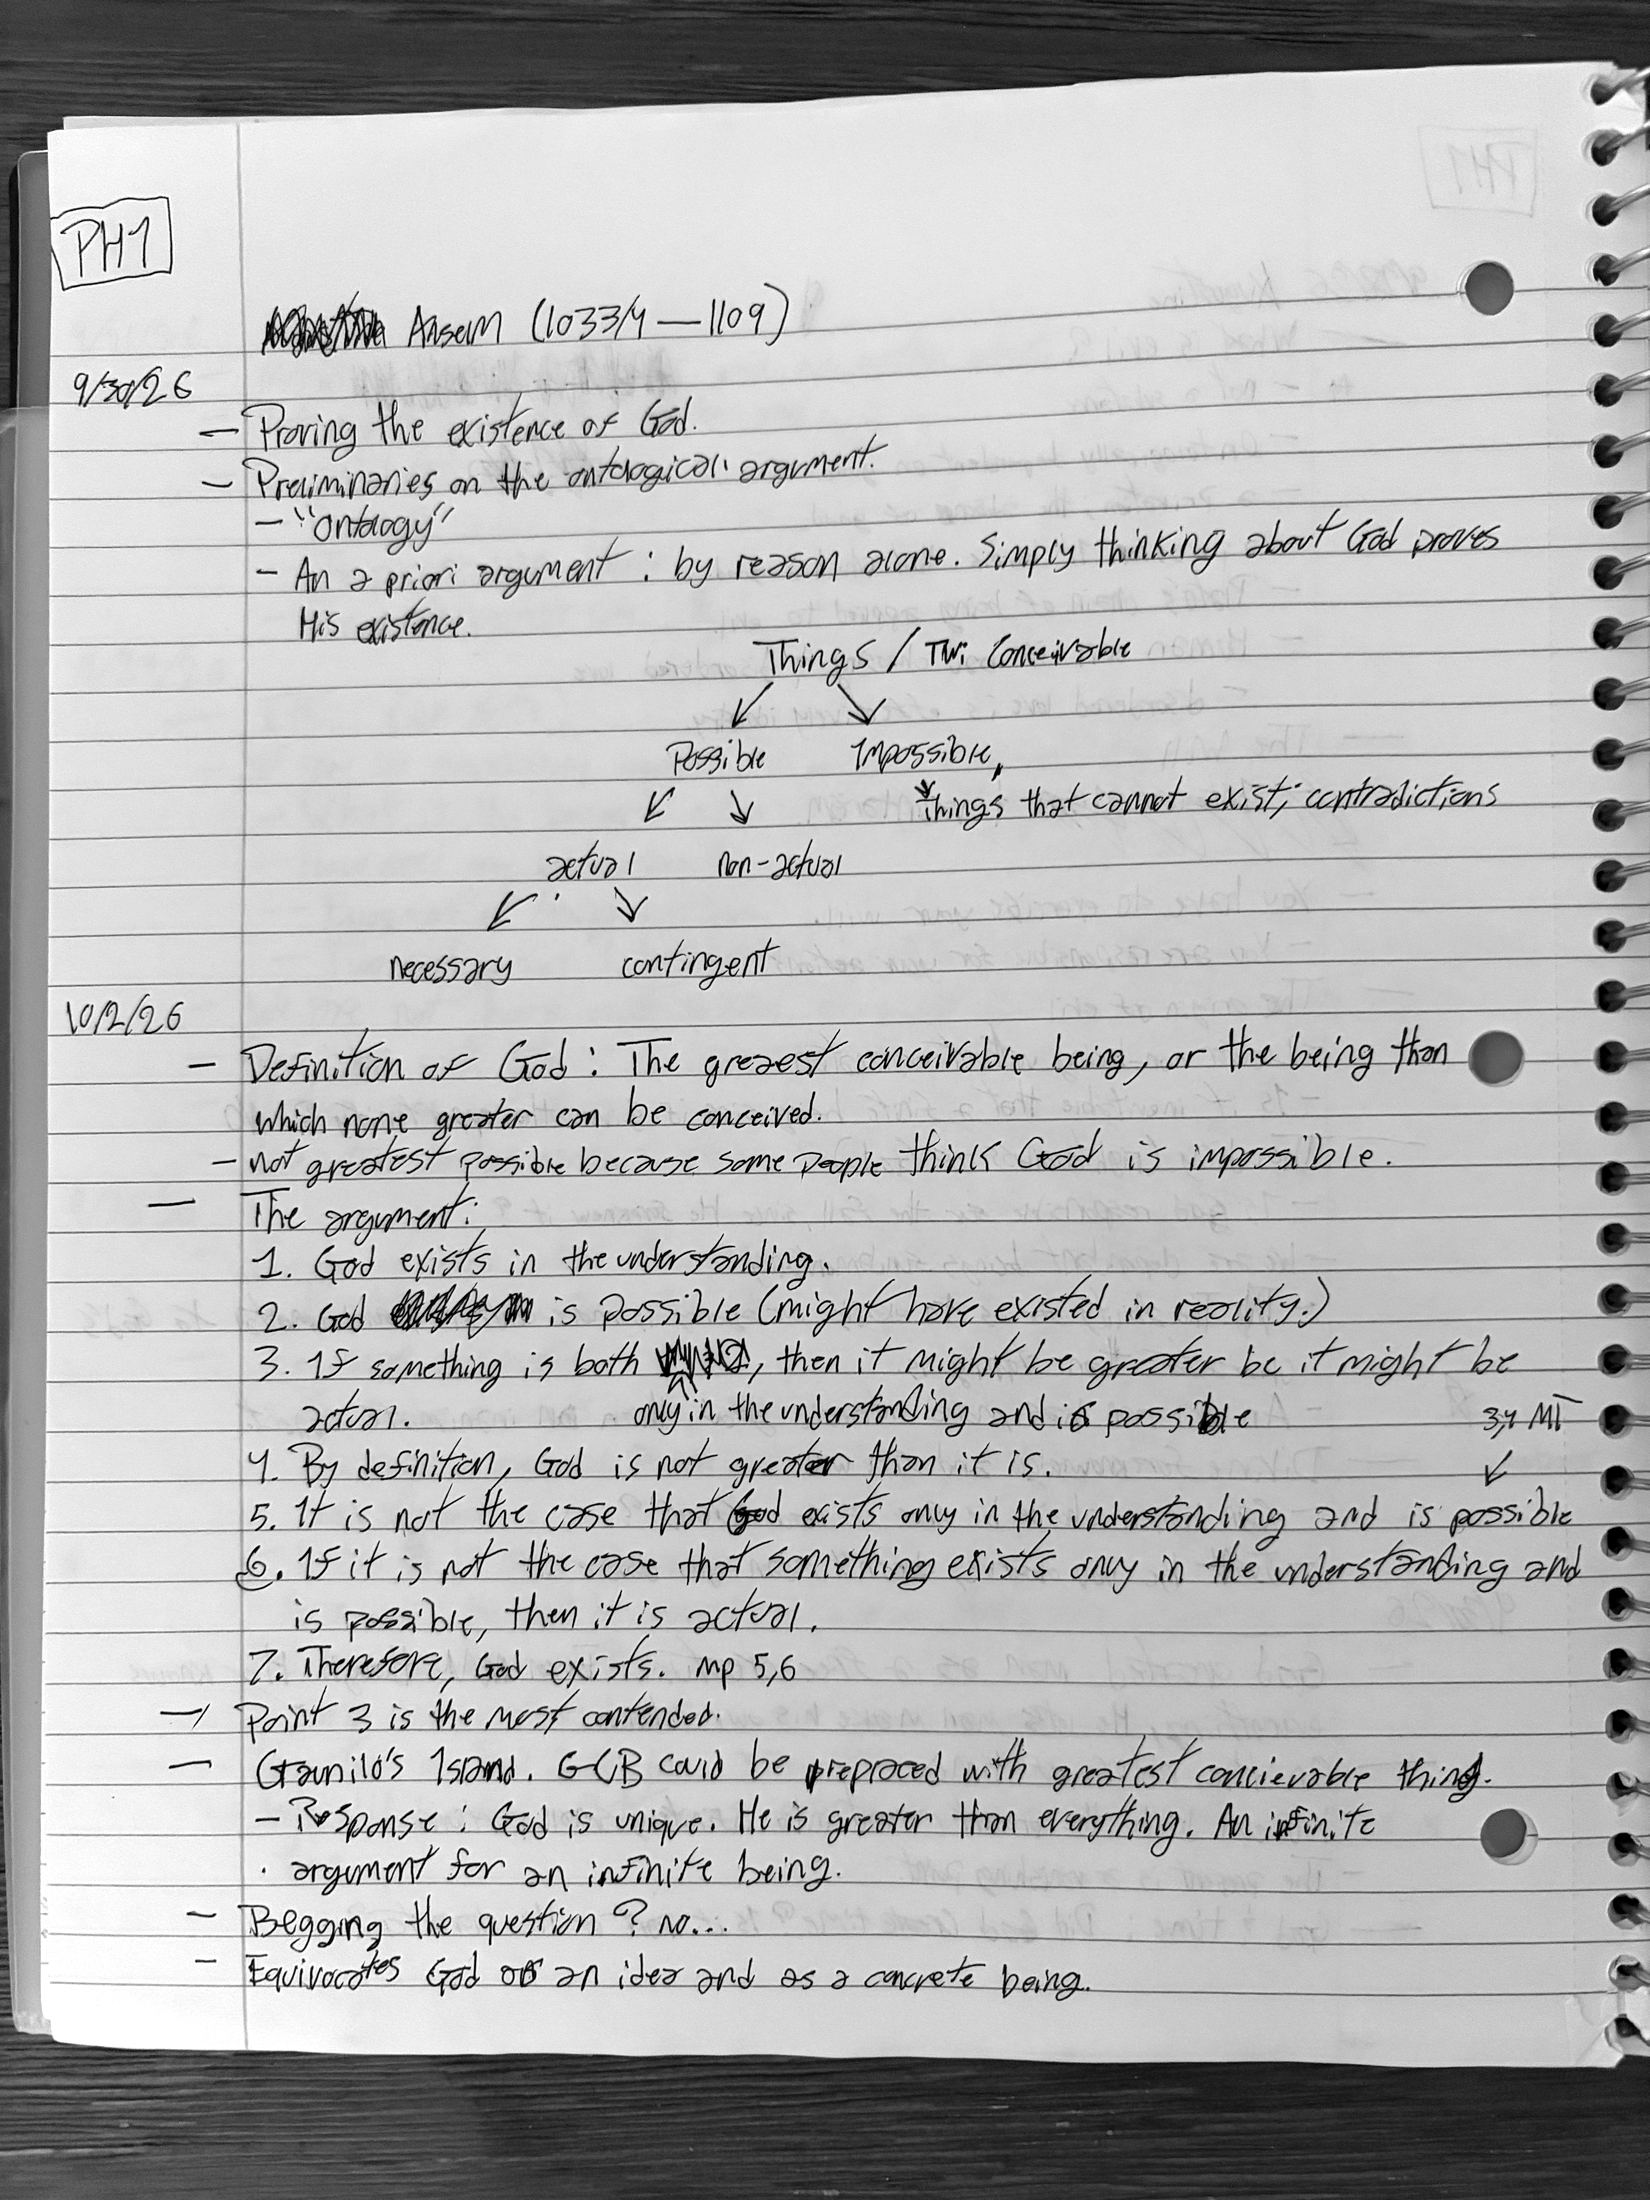 PH1
Anselm (1033/4 — 1109)
9/30/26
— Proving the existence of God.
— Preliminaries on the ontological argument.
— "Ontology"
— An a priori argument : by reason alone. Simply thinking about God proves
His existence.
Things / Thi Conceivable
Possible Impossible
things that cannot exist; contradictions
actual non-actual
necessary contingent
10/2/26
— Definition of God : The greaest conceivable being, or the being than
which none greater can be conceived.
— not greatest possible because some people think God is impossible.
— The argument:
1. God exists in the understanding.
2. God is possible (might have existed in reality.)
3. If something is both , then it might be greater bc it might be
actual. only in the understanding and is possible 3,4 MT
4. By definition, God is not greater than it is.
5. It is not the case that God exists only in the understanding and is possible
6. If it is not the case that something exists only in the understanding and
is possible, then it is actual.
7. Therefore, God exists. MP 5,6
— Point 3 is the most contended.
— Gaunilo's Island. GCB could be replaced with greatest concievable thing.
— Response : God is unique. He is greater than everything. An infinite
argument for an infinite being.
— Begging the question? no...
— Equivocates God as an idea and as a concrete being.